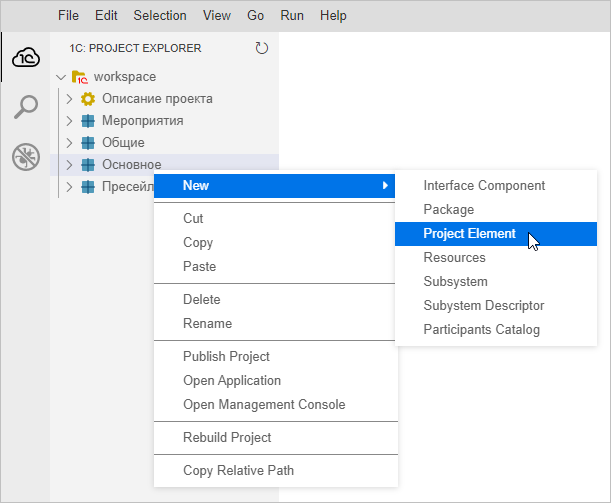 File Edit Selection View Go Run Help
1C: PROJECT EXPLORER
1C workspace
Описание проекта
Мероприятия
Общие
Основное
Пресейл
New
Cut
Copy
Paste
Delete
Rename
Publish Project
Open Application
Open Management Console
Rebuild Project
Copy Relative Path
Interface Component
Package
Project Element
Resources
Subsystem
Subystem Descriptor
Participants Catalog